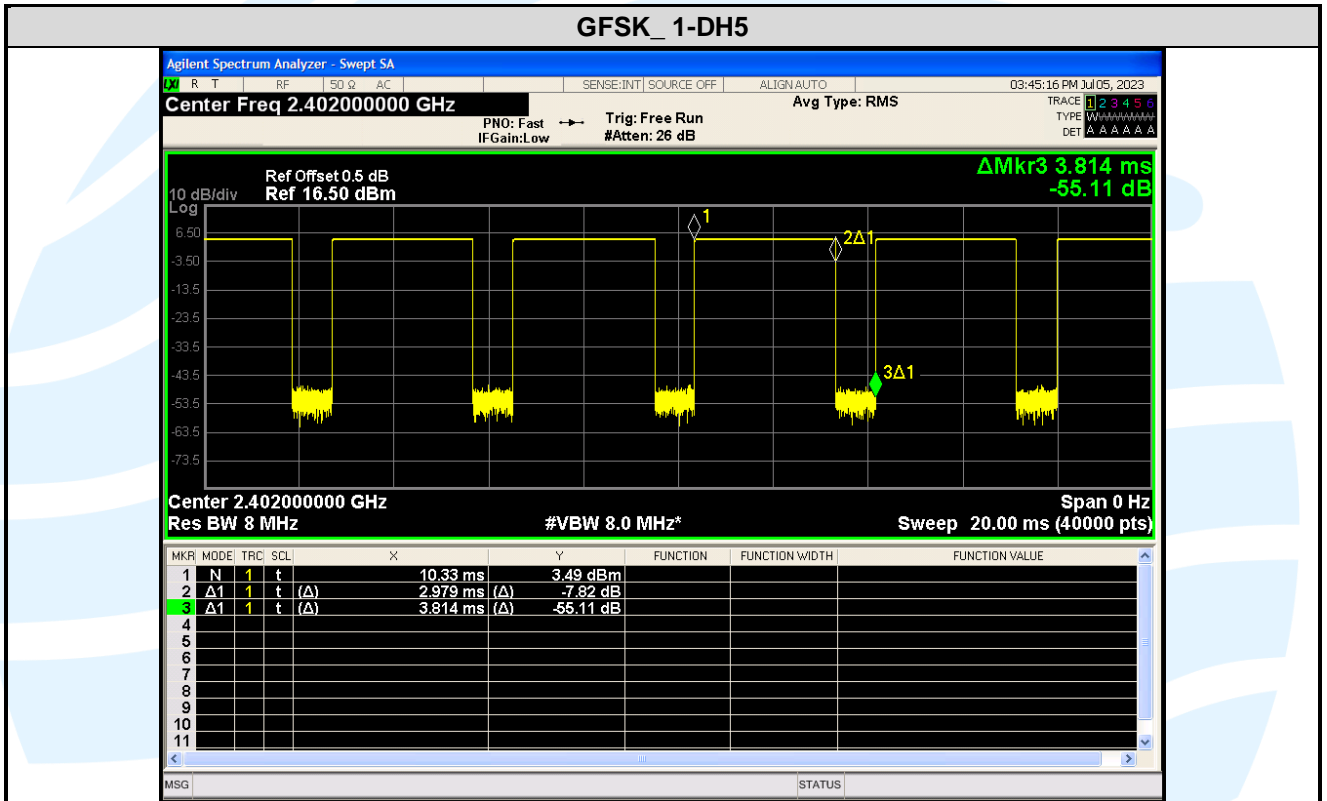 GFSK_ 1-DH5
Agilent Spectrum Analyzer - Swept SA
LXI R T RF 50 Ω AC SENSE:INT SOURCE OFF ALIGN AUTO 03:45:16 PM Jul 05, 2023
Center Freq 2.402000000 GHz Avg Type: RMS TRACE 1 2 3 4 5 6
PNO: Fast Trig: Free Run TYPE WWWWWW
IFGain:Low #Atten: 26 dB DET A A A A A A
ΔMkr3 3.814 ms
Ref Offset 0.5 dB
10 dB/div Ref 16.50 dBm -55.11 dB
Log
1
6.50
2Δ1
-3.50
-13.5
-23.5
-33.5
-43.5
3Δ1
-53.5
-63.5
-73.5
Center 2.402000000 GHz Span 0 Hz
Res BW 8 MHz #VBW 8.0 MHz* Sweep 20.00 ms (40000 pts)
MKR MODE TRC SCL X Y FUNCTION FUNCTION WIDTH FUNCTION VALUE
1 N 1 t 10.33 ms 3.49 dBm
2 Δ1 1 t (Δ) 2.979 ms (Δ) -7.82 dB
3 Δ1 1 t (Δ) 3.814 ms (Δ) -55.11 dB
4
5
6
7
8
9
10
11
MSG STATUS